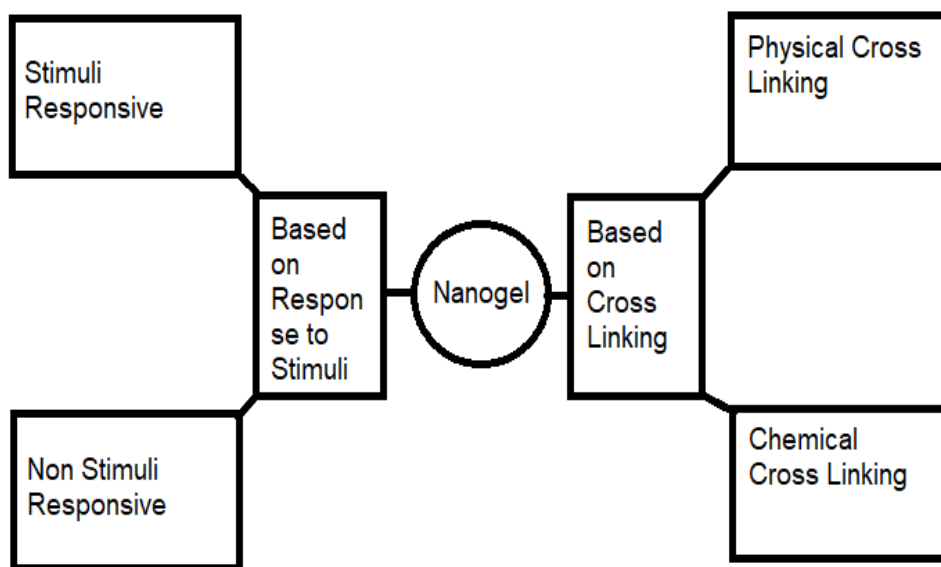 Stimuli
Responsive
Physical Cross
Linking
Based
on
Respon
se to
Stimuli
Nanogel
Based
on
Cross
Linking
Non Stimuli
Responsive
Chemical
Cross Linking